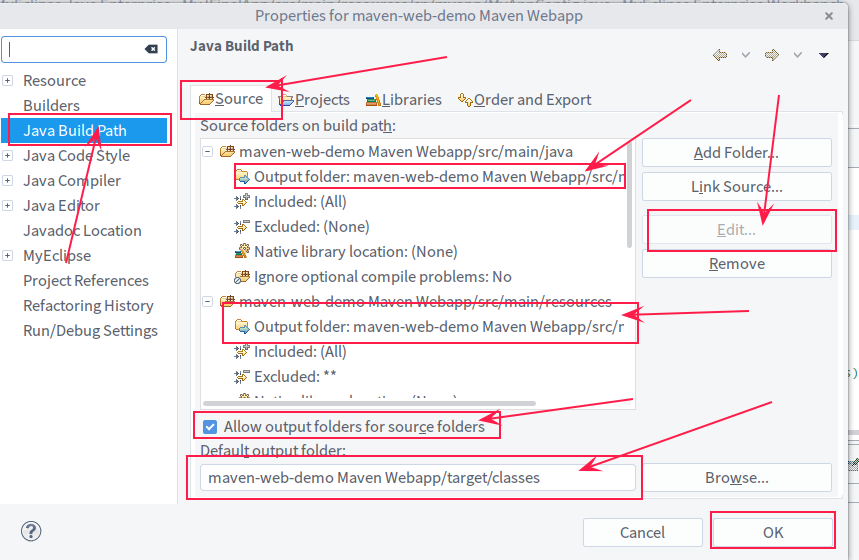 Properties for maven-web-demo Maven Webapp
Java Build Path
Resource
Builders
Java Build Path
Java Code Style
Java Compiler
Java Editor
Javadoc Location
MyEclipse
Project References
Refactoring History
Run/Debug Settings
Source
Projects
Libraries
Order and Export
Source folders on build path:
maven-web-demo Maven Webapp/src/main/java
Output folder: maven-web-demo Maven Webapp/src/
Included: (All)
Excluded: (None)
Native library location: (None)
Ignore optional compile problems: No
maven-web-demo Maven Webapp/src/main/resources
Output folder: maven-web-demo Maven Webapp/src/
Included: (All)
Excluded: **
Add Folder...
Link Source...
Edit...
Remove
Allow output folders for source folders
Default output folder:
maven-web-demo Maven Webapp/target/classes
Browse...
Cancel
OK